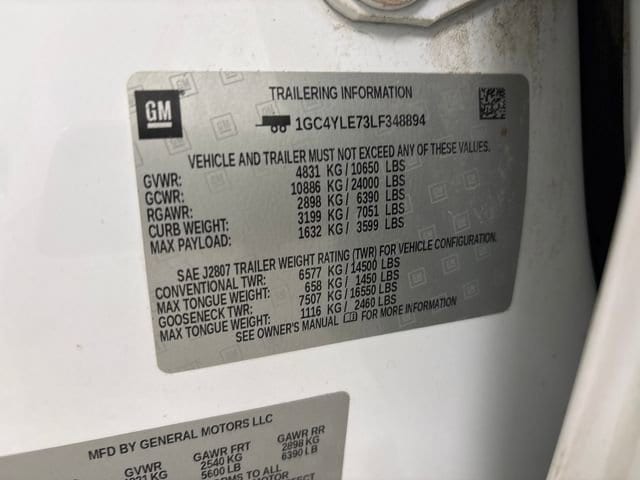 GM
TRAILERING INFORMATION
1GC4YLE73LF348894
VEHICLE AND TRAILER MUST NOT EXCEED ANY OF THESE VALUES.
GVWR: 4831 KG/10650 LBS
GCWR: 10886 KG/24000 LBS
RGAWR: 2898 KG/ 6390 LBS
CURB WEIGHT: 3199 KG/ 7051 LBS
MAX PAYLOAD: 1632 KG/ 3599 LBS
SAE J2807 TRAILER WEIGHT RATING (TWR) FOR VEHICLE CONFIGURATION.
CONVENTIONAL TWR: 6577 KG/14500 LBS
MAX TONGUE WEIGHT: 658 KG/ 1450 LBS
GOOSENECK TWR: 7507 KG/16550 LBS
MAX TONGUE WEIGHT: 1116 KG/ 2460 LBS
SEE OWNER'S MANUAL FOR MORE INFORMATION
MFD BY GENERAL MOTORS LLC
GVWR GAWR FRT GAWR RR
KG 2540 KG 2898 KG
5600 LB 6390 LB
TO ALL